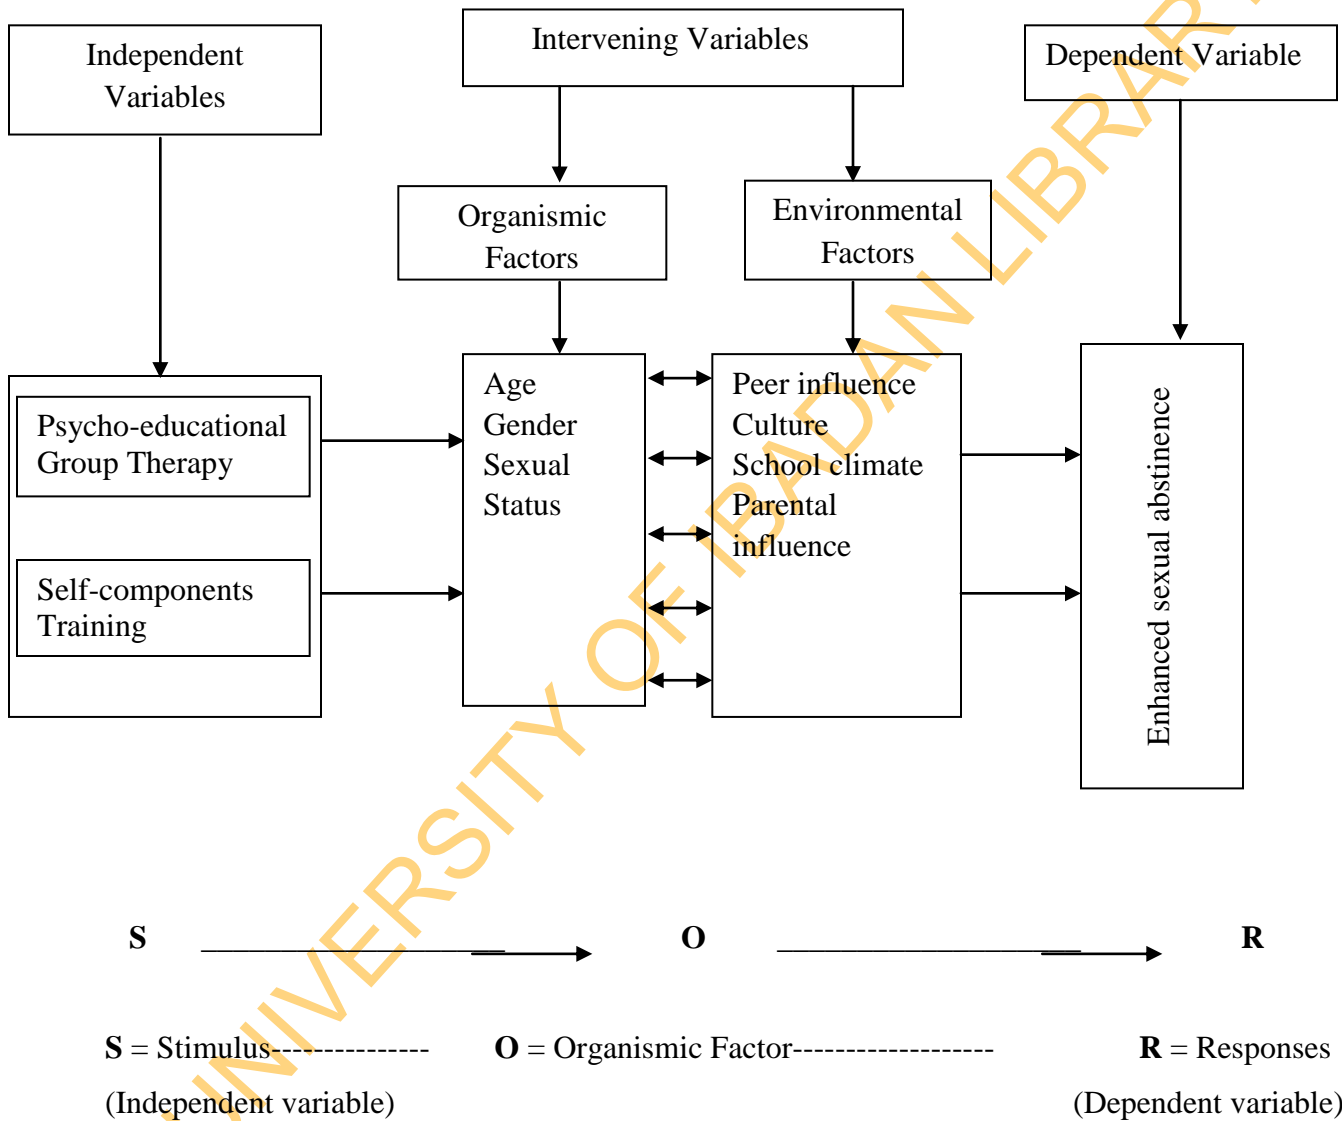 Independent
Variables
Intervening Variables
Dependent Variable
Organismic
Factors
Environmental
Factors
Psycho-educational
Group Therapy
Self-components
Training
Age
Gender
Sexual
Status
Peer influence
Culture
School climate
Parental
influence
Enhanced sexual abstinence
S O R
S = Stimulus--------------- O = Organismic Factor------------------- R = Responses
(Independent variable) (Dependent variable)
UNIVERSITY OF IBADAN LIBRARY